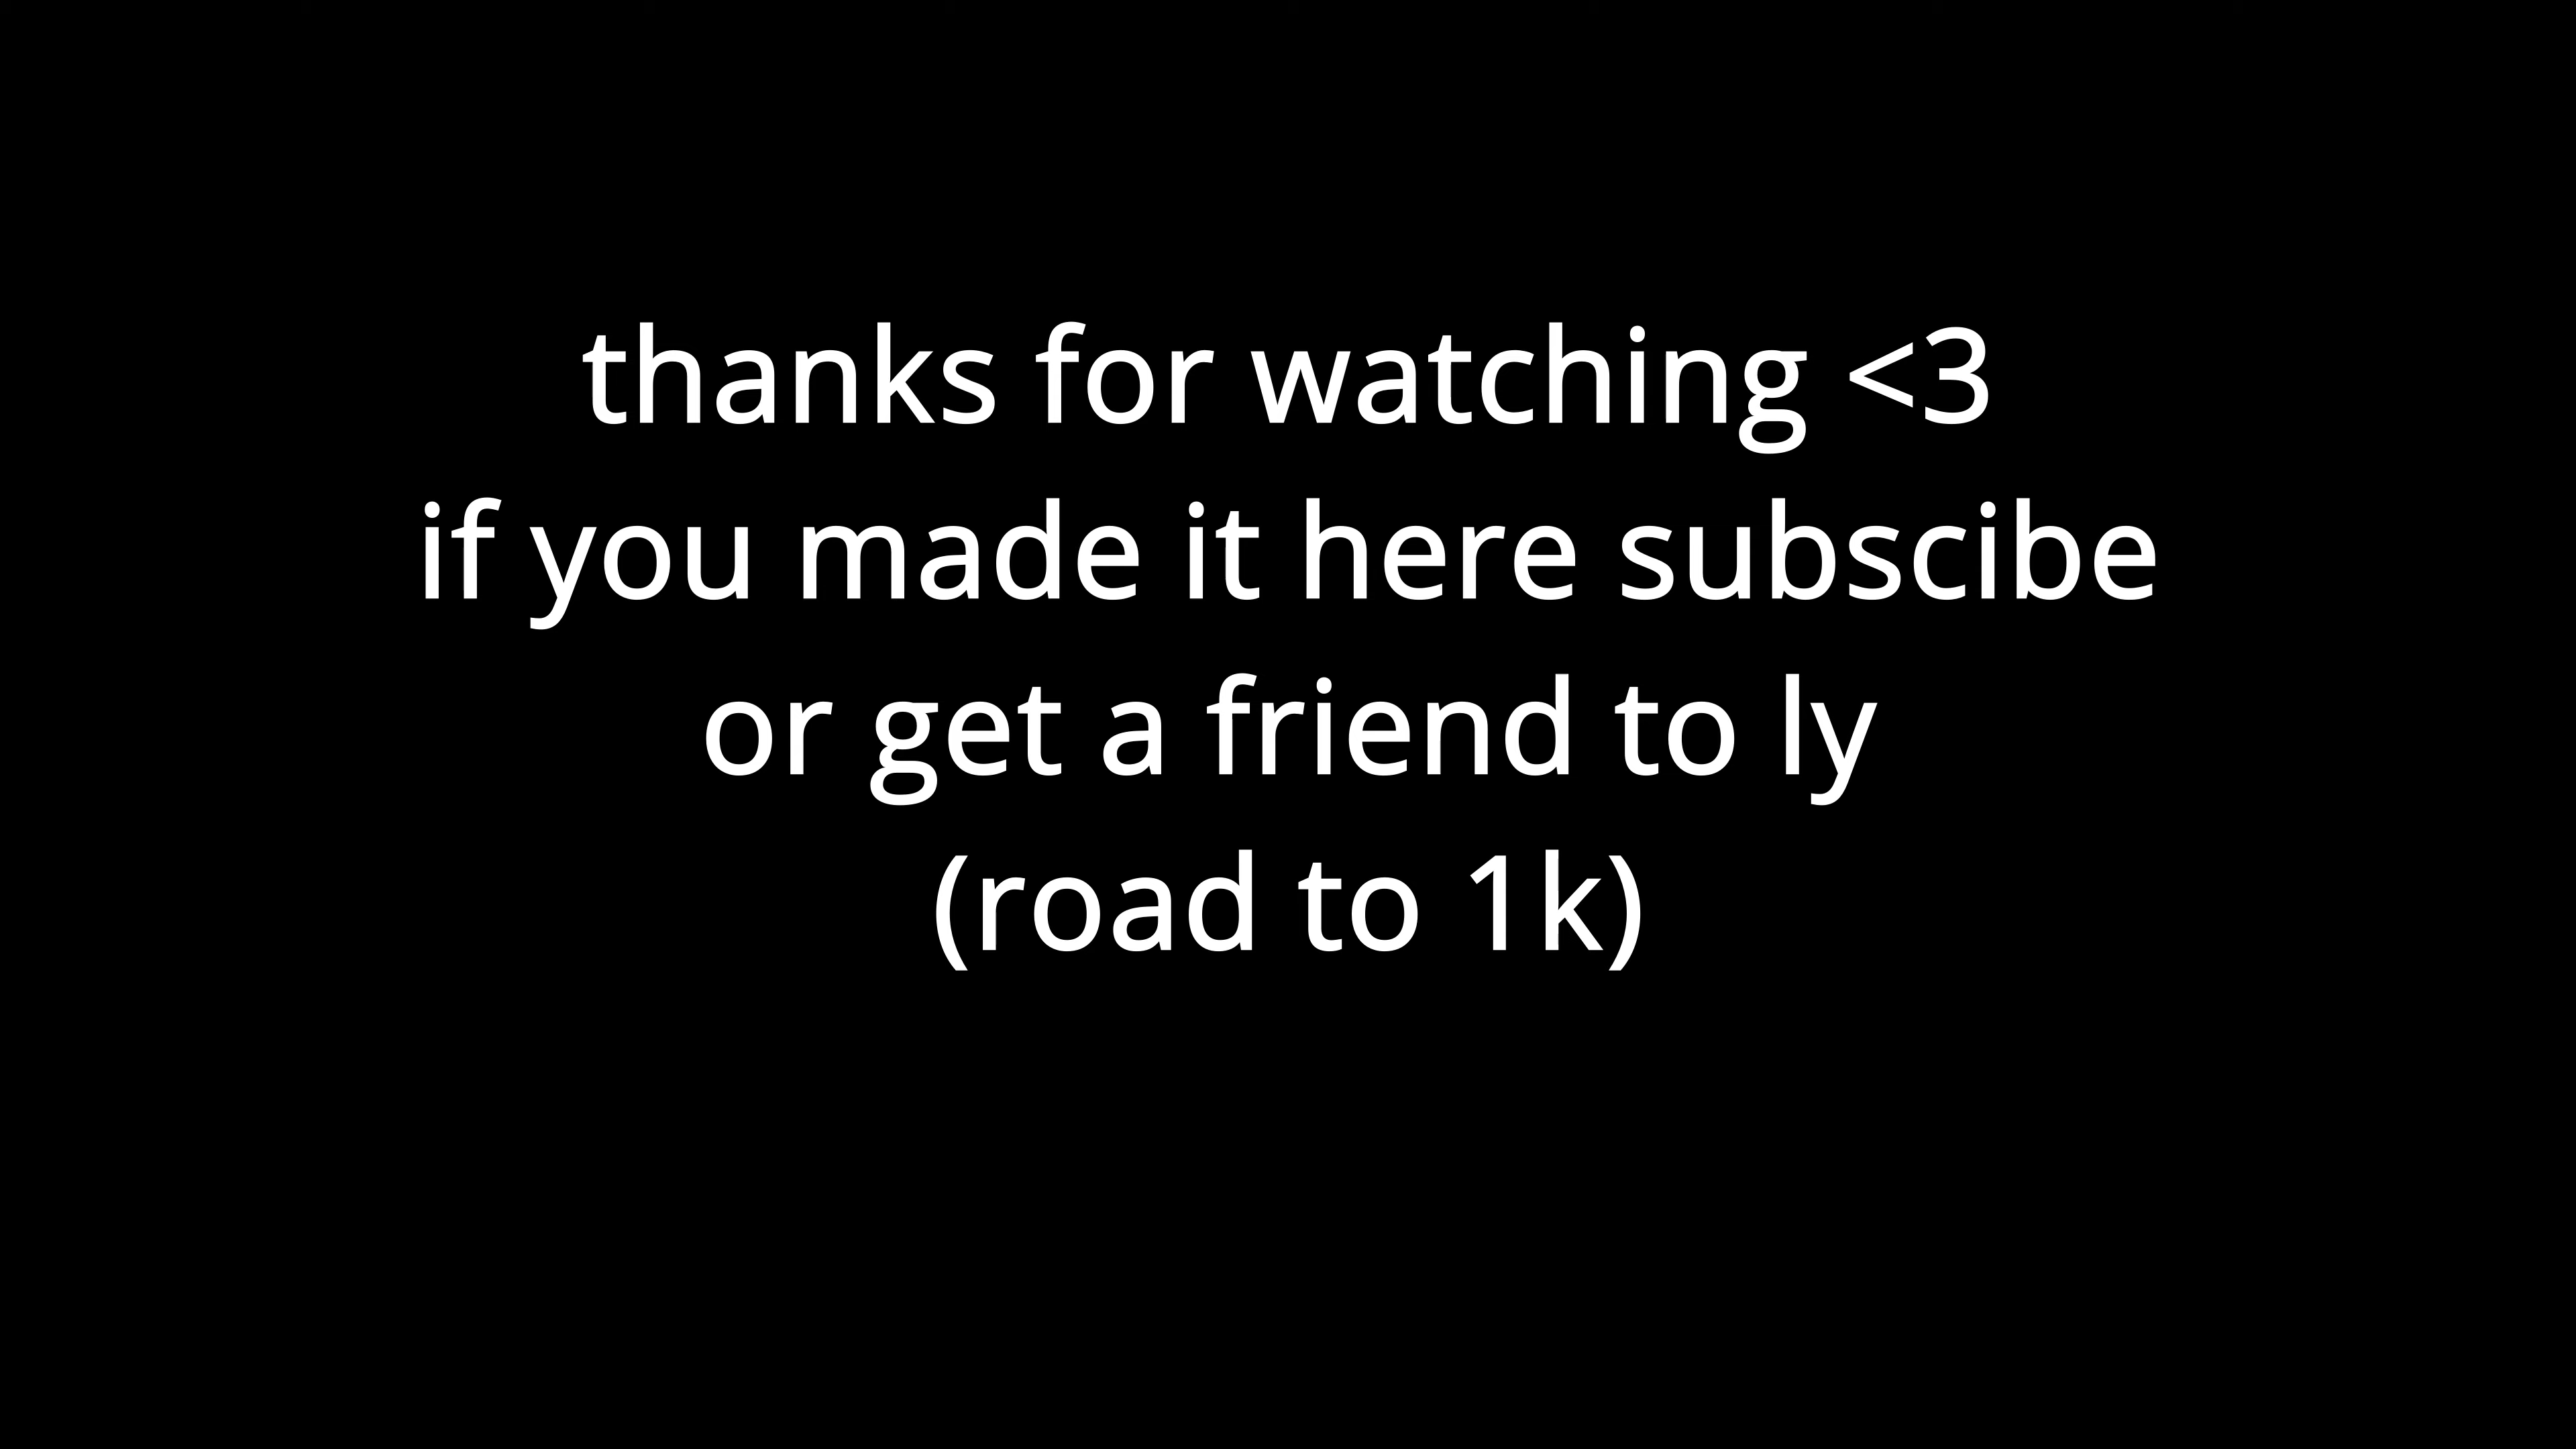 thanks for watching <3
if you made it here subscibe
or get a friend to ly
(road to 1k)